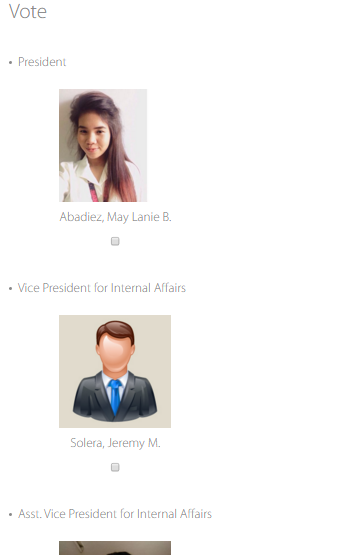 Vote
• President
Abadiez, May Lanie B.
• Vice President for Internal Affairs
Solera, Jeremy M.
• Asst. Vice President for Internal Affairs